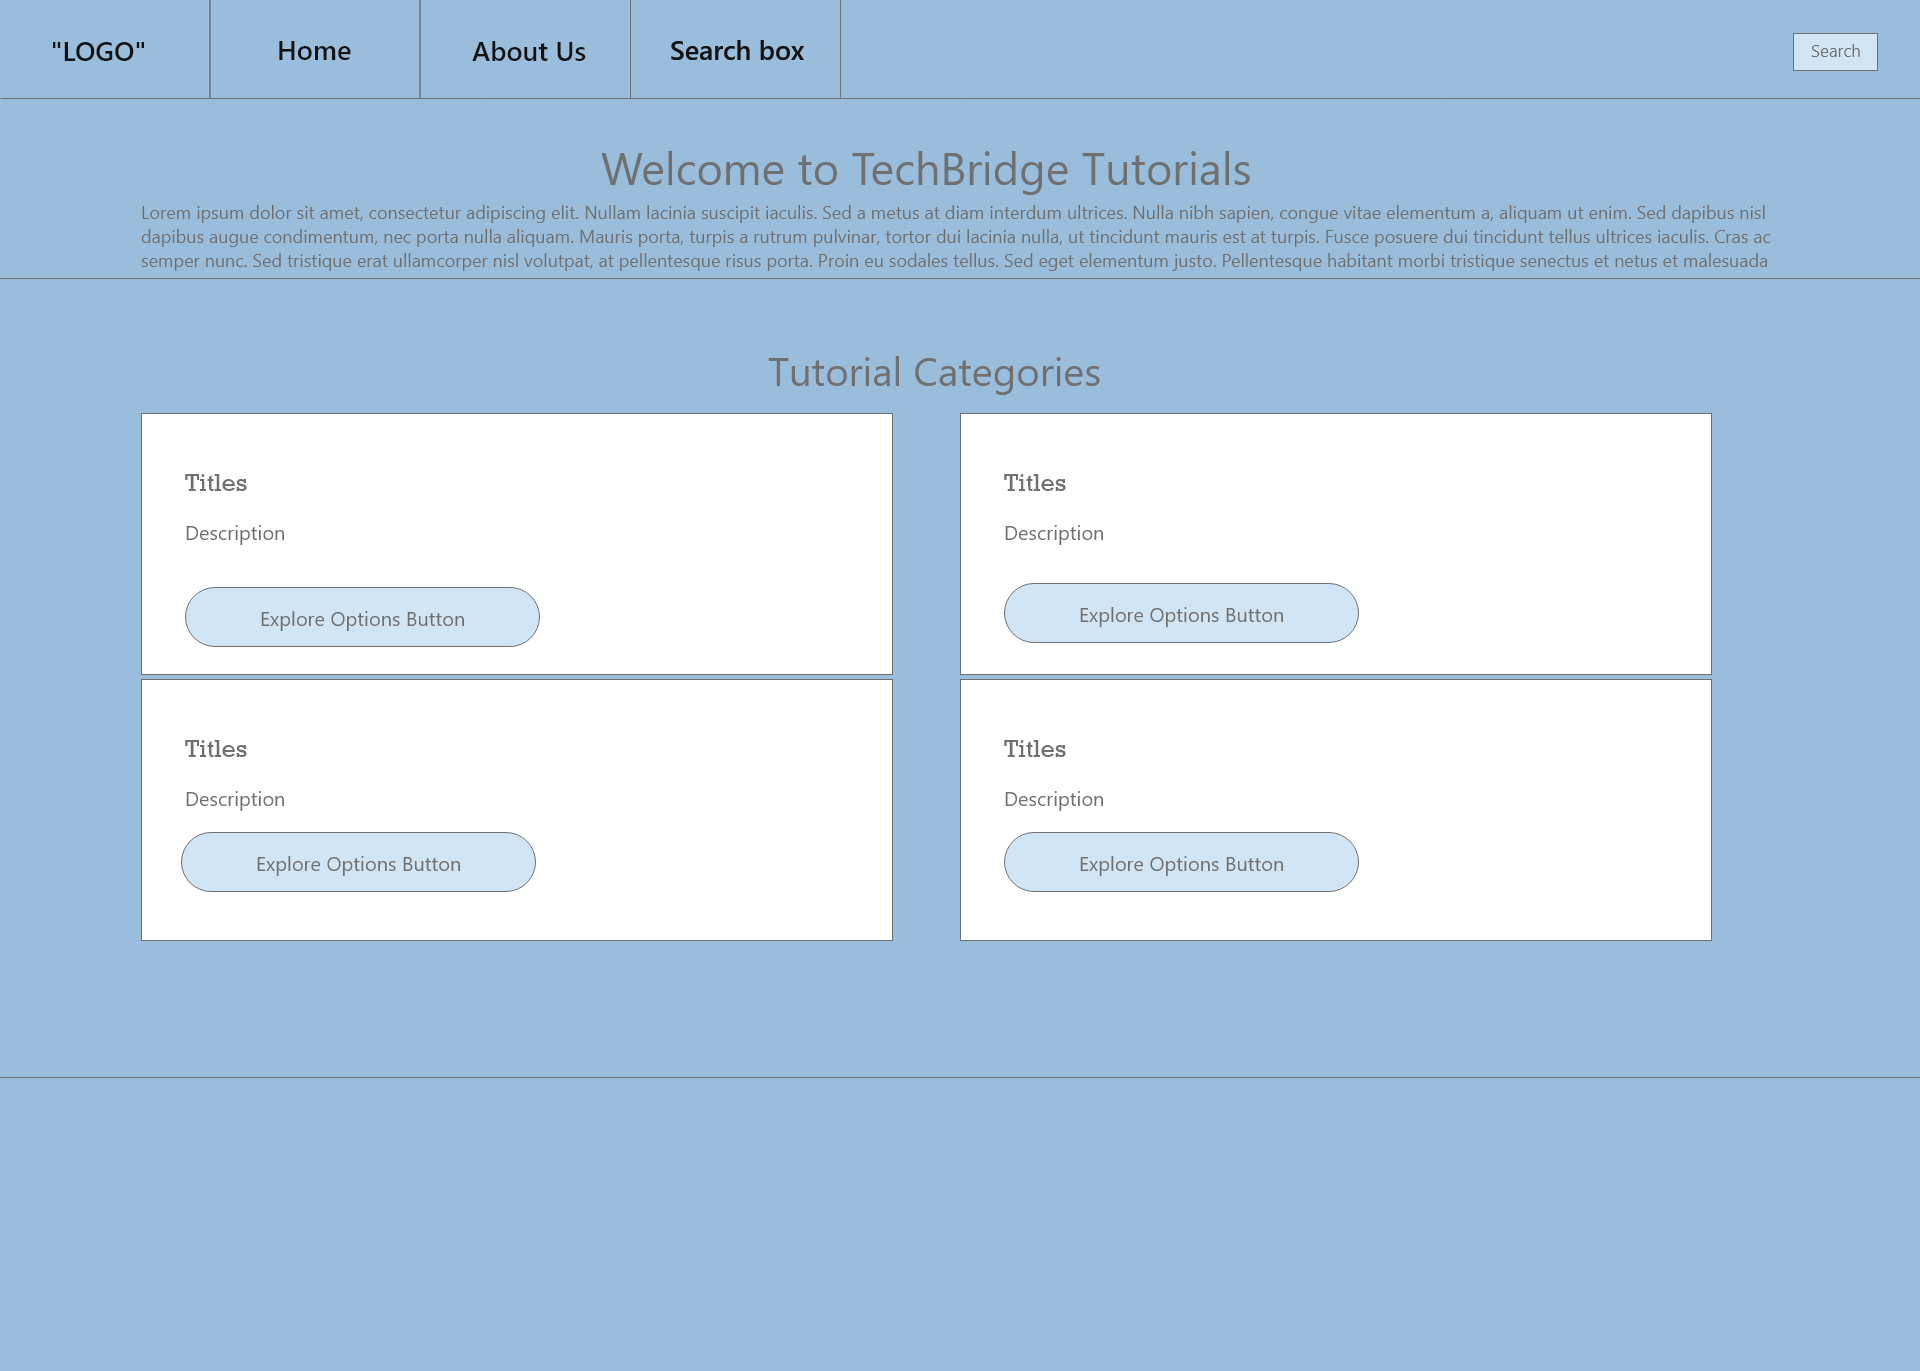 "LOGO"
Home
About Us
Search box
Search
Welcome to TechBridge Tutorials
Lorem ipsum dolor sit amet, consectetur adipiscing elit. Nullam lacinia suscipit iaculis. Sed a metus at diam interdum ultrices. Nulla nibh sapien, congue vitae elementum a, aliquam ut enim. Sed dapibus nisl
dapibus augue condimentum, nec porta nulla aliquam. Mauris porta, turpis a rutrum pulvinar, tortor dui lacinia nulla, ut tincidunt mauris est at turpis. Fusce posuere dui tincidunt tellus ultrices iaculis. Cras ac
semper nunc. Sed tristique erat ullamcorper nisl volutpat, at pellentesque risus porta. Proin eu sodales tellus. Sed eget elementum justo. Pellentesque habitant morbi tristique senectus et netus et malesuada
Tutorial Categories
Titles
Description
Explore Options Button
Titles
Description
Explore Options Button
Titles
Description
Explore Options Button
Titles
Description
Explore Options Button